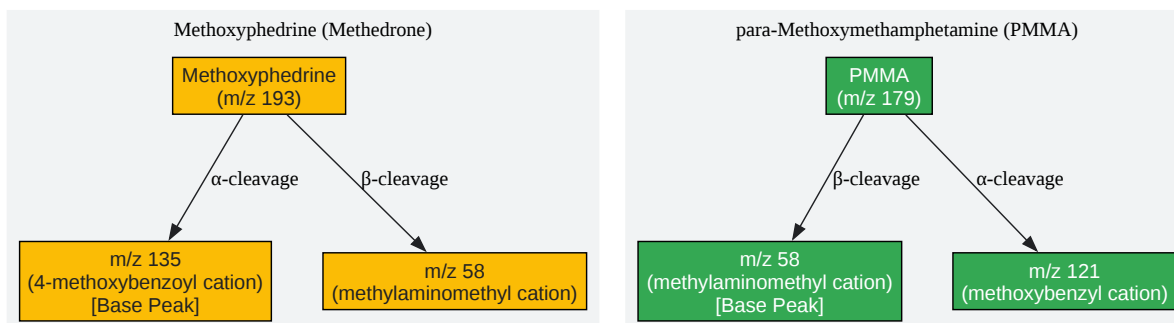 Methoxyphedrine (Methedrone)
Methoxyphedrine
(m/z 193)
α-cleavage
β-cleavage
m/z 135
(4-methoxybenzoyl cation)
[Base Peak]
m/z 58
(methylaminomethyl cation)
para-Methoxymethamphetamine (PMMA)
PMMA
(m/z 179)
β-cleavage
α-cleavage
m/z 58
(methylaminomethyl cation)
[Base Peak]
m/z 121
(methoxybenzyl cation)